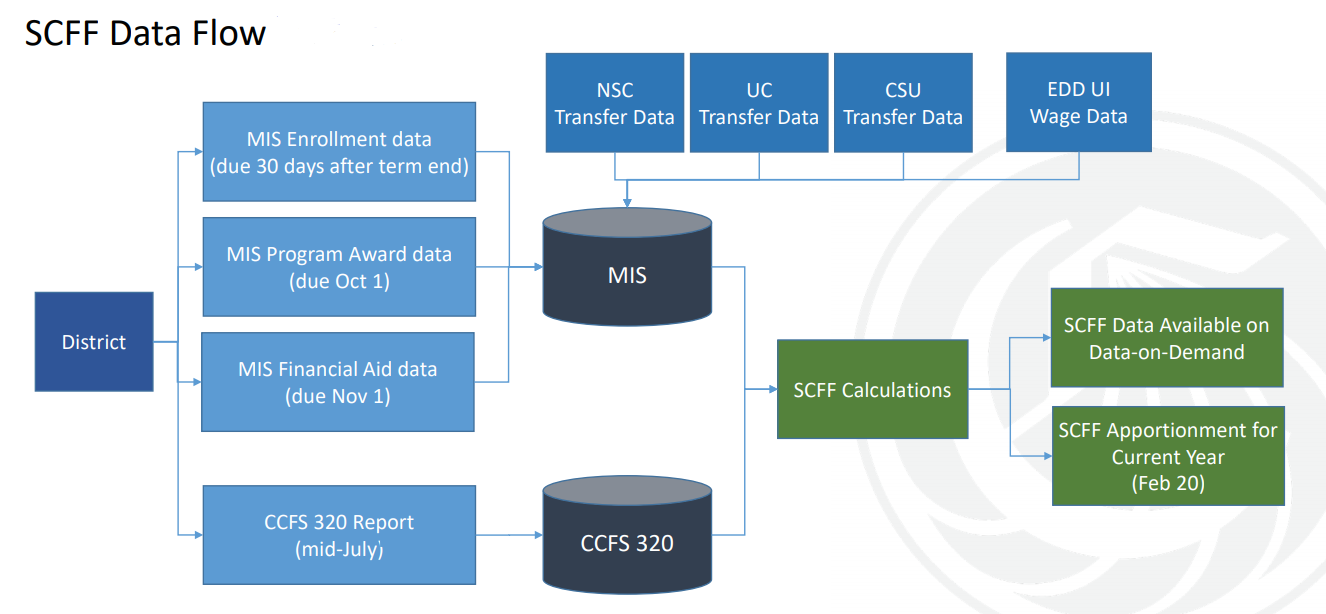 SCFF Data Flow
NSC
Transfer Data
UC
Transfer Data
CSU
Transfer Data
EDD UI
Wage Data
MIS Enrollment data
(due 30 days after term end)
MIS Program Award data
(due Oct 1)
MIS Financial Aid data
(due Nov 1)
CCFS 320 Report
(mid-July)
District
MIS
CCFS 320
SCFF Calculations
SCFF Data Available on
Data-on-Demand
SCFF Apportionment for
Current Year
(Feb 20)